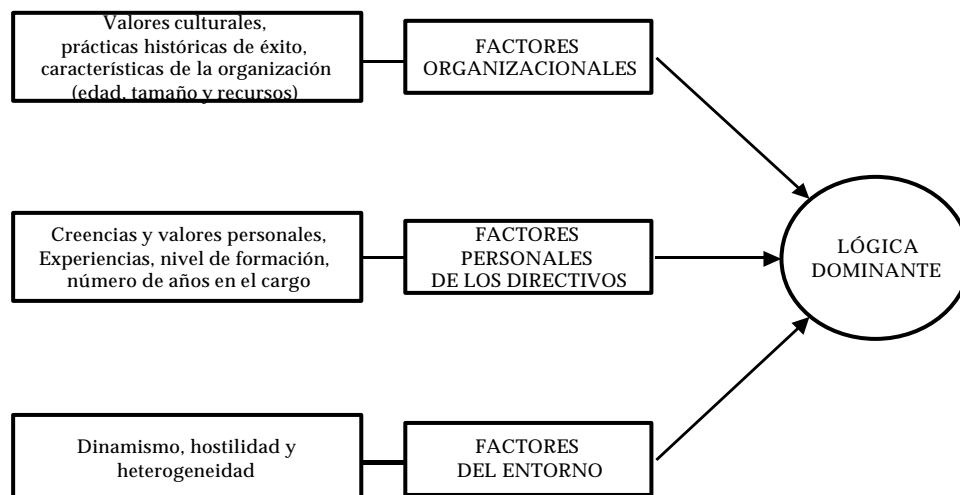 Valores culturales,
prácticas históricas de éxito,
características de la organización
(edad, tamaño y recursos)
FACTORES
ORGANIZACIONALES
Creencias y valores personales,
Experiencias, nivel de formación,
número de años en el cargo
FACTORES
PERSONALES
DE LOS DIRECTIVOS
LÓGICA
DOMINANTE
Dinamismo, hostilidad y
heterogeneidad
FACTORES
DEL ENTORNO